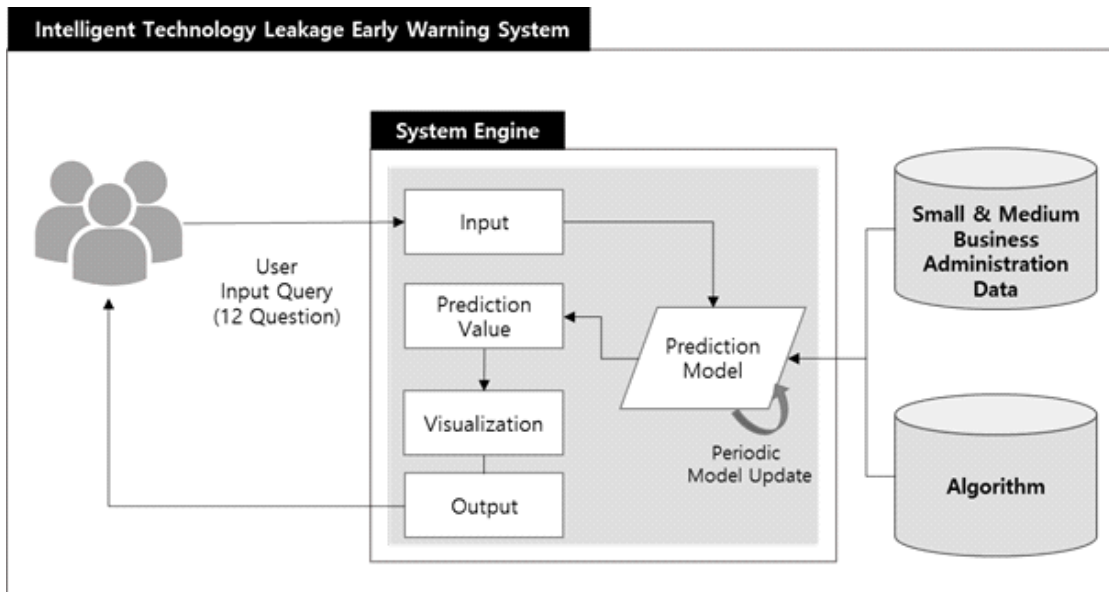 Intelligent Technology Leakage Early Warning System
System Engine
Input
User
Input Query
(12 Question)
Prediction
Value
Visualization
Output
Prediction
Model
Periodic
Model Update
Small & Medium
Business
Administration
Data
Algorithm